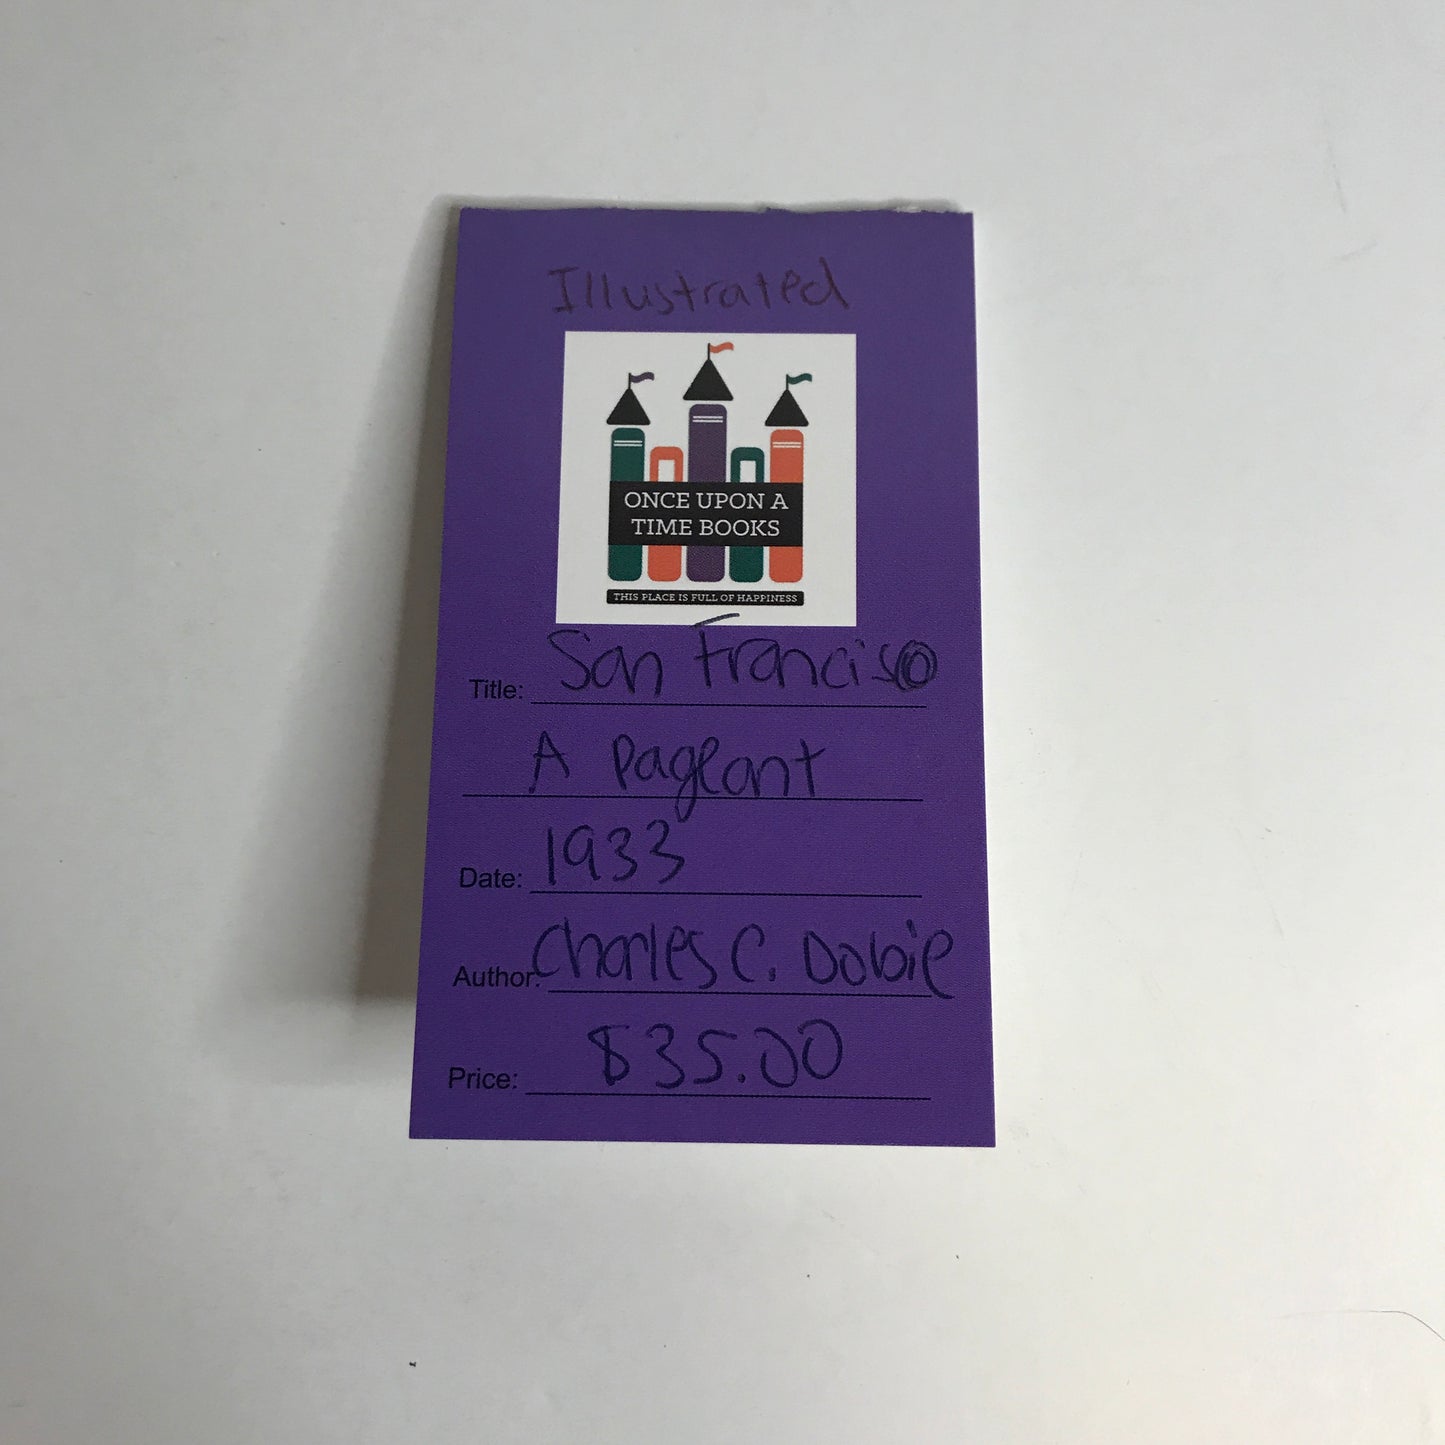 Illustrated
ONCE UPON A
TIME BOOKS
THIS PLACE IS FULL OF HAPPINESS
Title: San Francisco
A Pageant
Date: 1933
Author: Charles C. Dobie
Price: $35.00